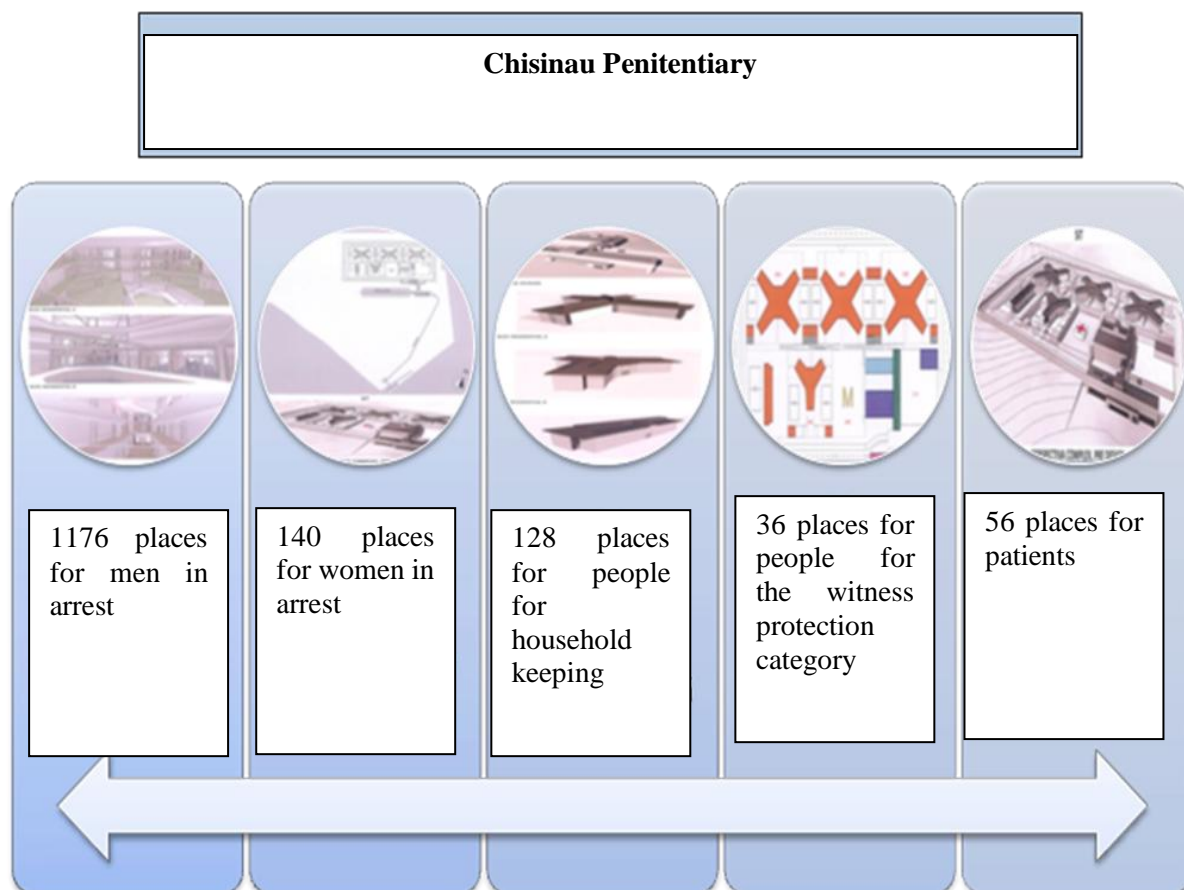 Chisinau Penitentiary
1176 places
for men in
arrest
140 places
for women in
arrest
128 places
for people
for
household
keeping
36 places for
people for
the witness
protection
category
56 places for
patients